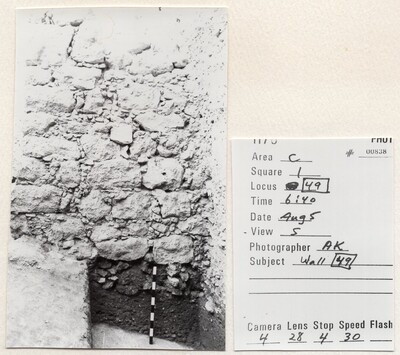 # 00838
Area C
Square 1
Locus 49
Time 6:40
Date Aug 5
View S
Photographer AK
Subject Wall 49
Camera Lens Stop Speed Flash
4 28 4 30